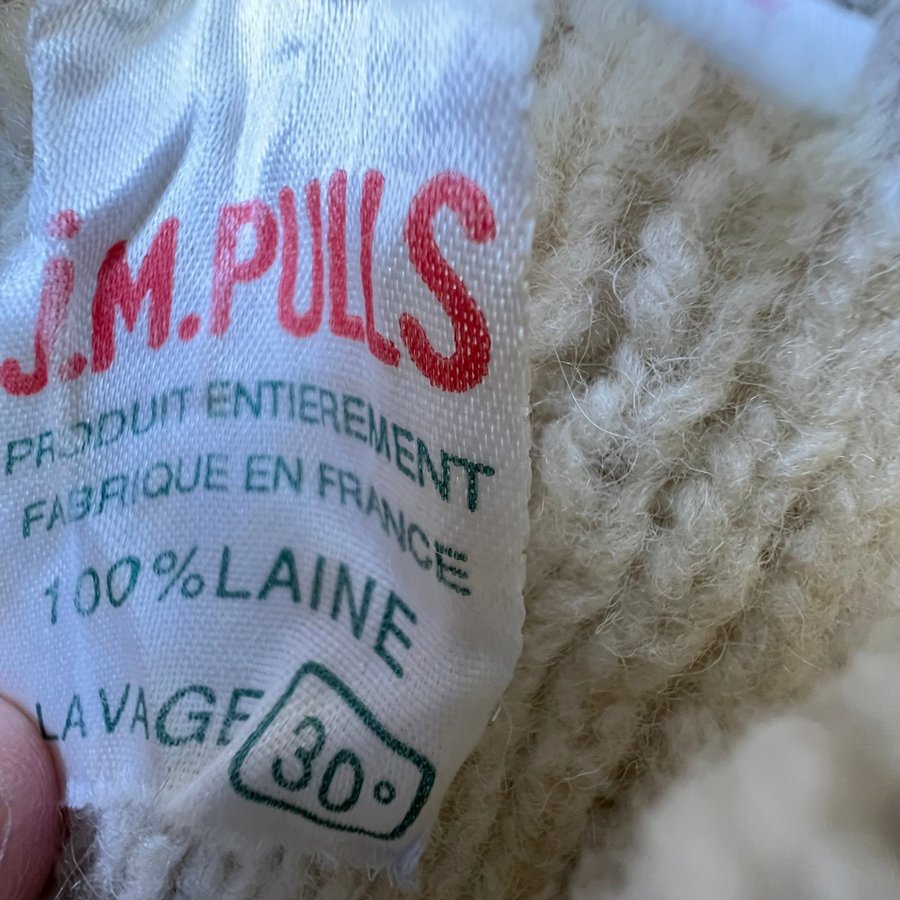 J.M.PULLS
PRODUIT ENTIEREMENT
FABRIQUE EN FRANCE
100% LAINE
LAVAGE 30°